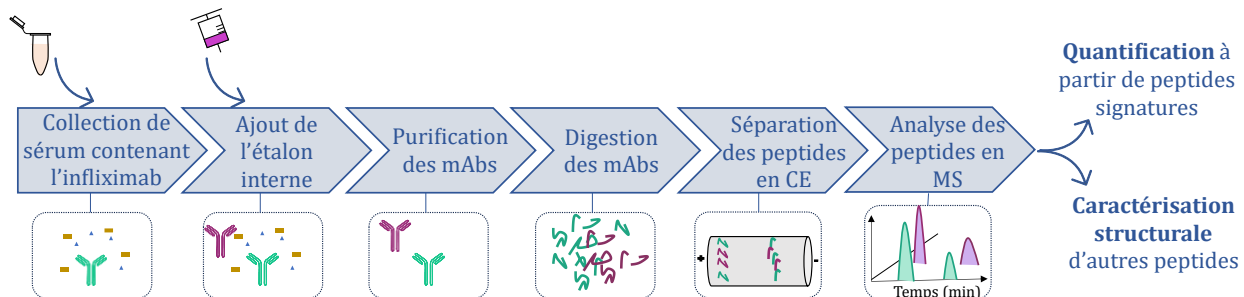 Collection de
sérum contenant
l'infliximab
Ajout de
l'étalon
interne
Purification
des mAbs
Digestion
des mAbs
Séparation
des peptides
en CE
Analyse des
peptides en
MS
Quantification à
partir de peptides
signatures
Caractérisation
structurale
d'autres peptides
+
-
Temps (min)